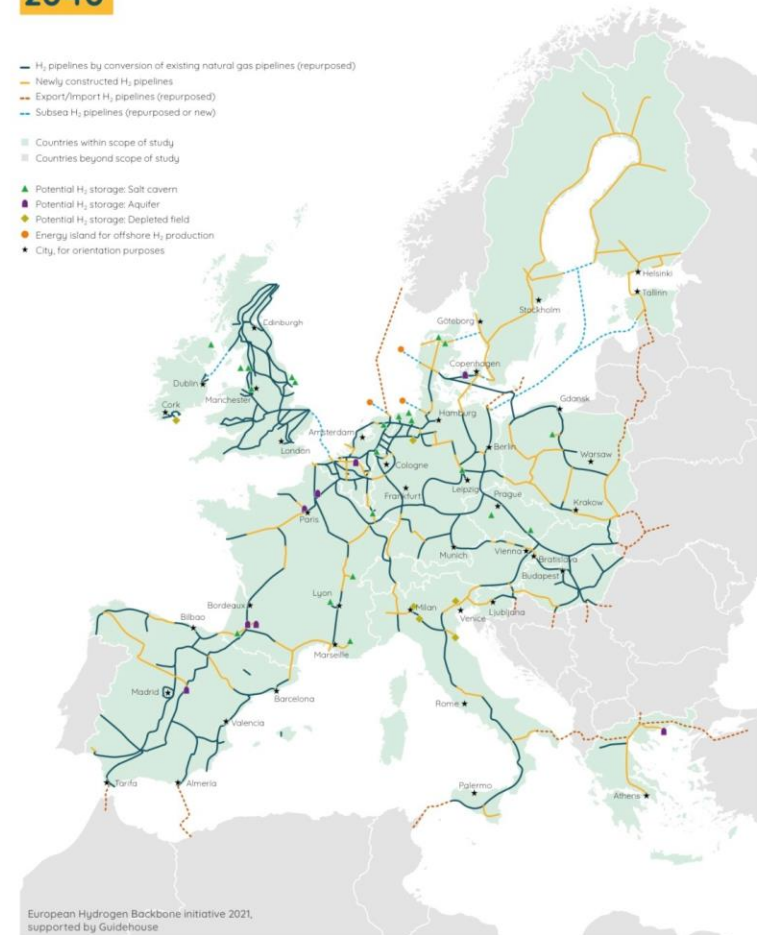 H₂ pipelines by conversion of existing natural gas pipelines (repurposed)
Newly constructed H₂ pipelines
Export/Import H₂ pipelines (repurposed)
Subsea H₂ pipelines (repurposed or new)
Countries within scope of study
Countries beyond scope of study
Potential H₂ storage: Salt cavern
Potential H₂ storage: Aquifer
Potential H₂ storage: Depleted field
Energy island for offshore H₂ production
City, for orientation purposes
Helsinki
Tallinn
Stockholm
Göteborg
Edinburgh
Copenhagen
Dublin
Manchester
Cork
Gdansk
Hamburg
Amsterdam
Berlin
London
Warsaw
Cologne
Leipzig
Frankfurt
Prague
Krakow
Paris
Munich
Vienna
Bratislava
Budapest
Lyon
Bordeaux
Milan
Ljubljana
Venice
Bilbao
Marseille
Madrid
Barcelona
Rome
Valencia
Tarifa
Almeria
Palermo
Athens
European Hydrogen Backbone initiative 2021,
supported by Guidehouse